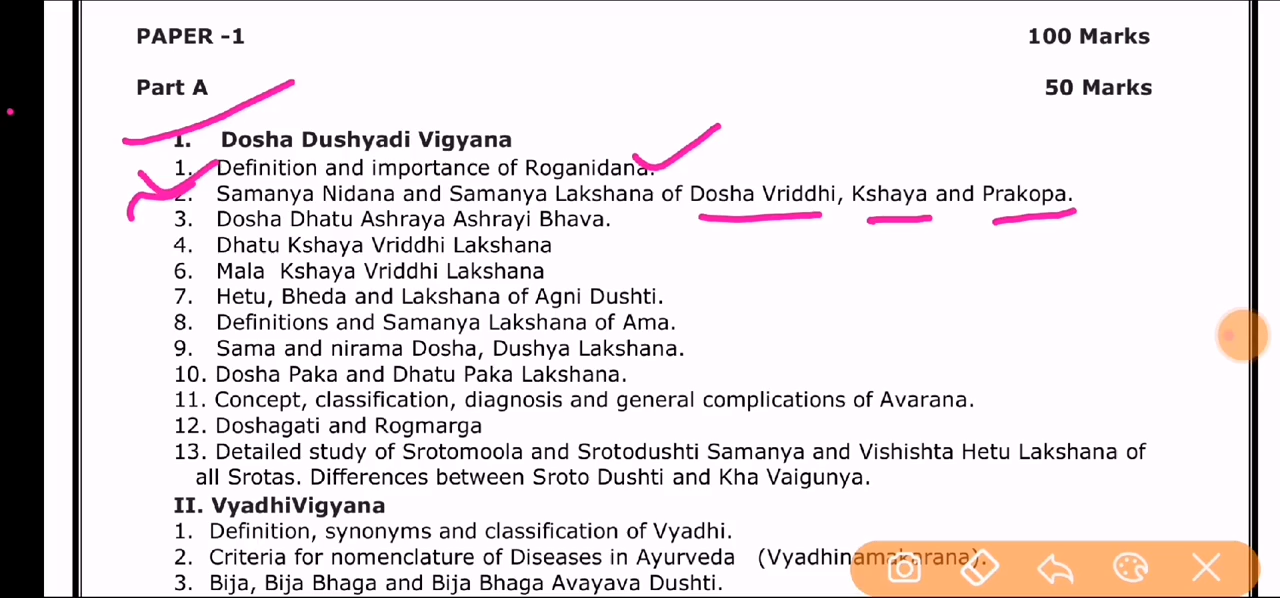 PAPER -1 100 Marks
Part A 50 Marks
I. Dosha Dushyadi Vigyana
1. Definition and importance of Roganidana.
2. Samanya Nidana and Samanya Lakshana of Dosha Vriddhi, Kshaya and Prakopa.
3. Dosha Dhatu Ashraya Ashrayi Bhava.
4. Dhatu Kshaya Vriddhi Lakshana
6. Mala Kshaya Vriddhi Lakshana
7. Hetu, Bheda and Lakshana of Agni Dushti.
8. Definitions and Samanya Lakshana of Ama.
9. Sama and nirama Dosha, Dushya Lakshana.
10. Dosha Paka and Dhatu Paka Lakshana.
11. Concept, classification, diagnosis and general complications of Avarana.
12. Doshagati and Rogmarga
13. Detailed study of Srotomoola and Srotodushti Samanya and Vishishta Hetu Lakshana of
all Srotas. Differences between Sroto Dushti and Kha Vaigunya.
II. VyadhiVigyana
1. Definition, synonyms and classification of Vyadhi.
2. Criteria for nomenclature of Diseases in Ayurveda (Vyadhinamakarana).
3. Bija, Bija Bhaga and Bija Bhaga Avayava Dushti.